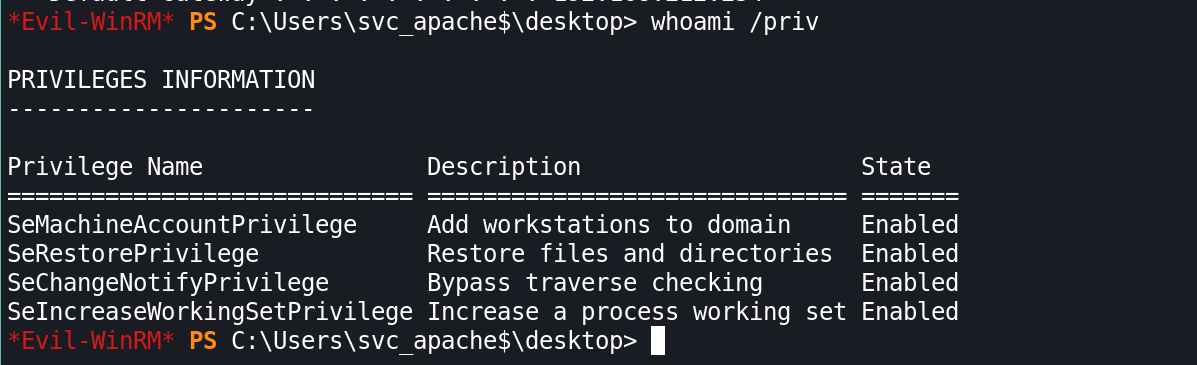 *Evil-WinRM* PS C:\Users\svc_apache$\desktop> whoami /priv
PRIVILEGES INFORMATION
----------------------
Privilege Name                Description                    State
============================= ============================== =======
SeMachineAccountPrivilege     Add workstations to domain     Enabled
SeRestorePrivilege            Restore files and directories  Enabled
SeChangeNotifyPrivilege       Bypass traverse checking       Enabled
SeIncreaseWorkingSetPrivilege Increase a process working set Enabled
*Evil-WinRM* PS C:\Users\svc_apache$\desktop>